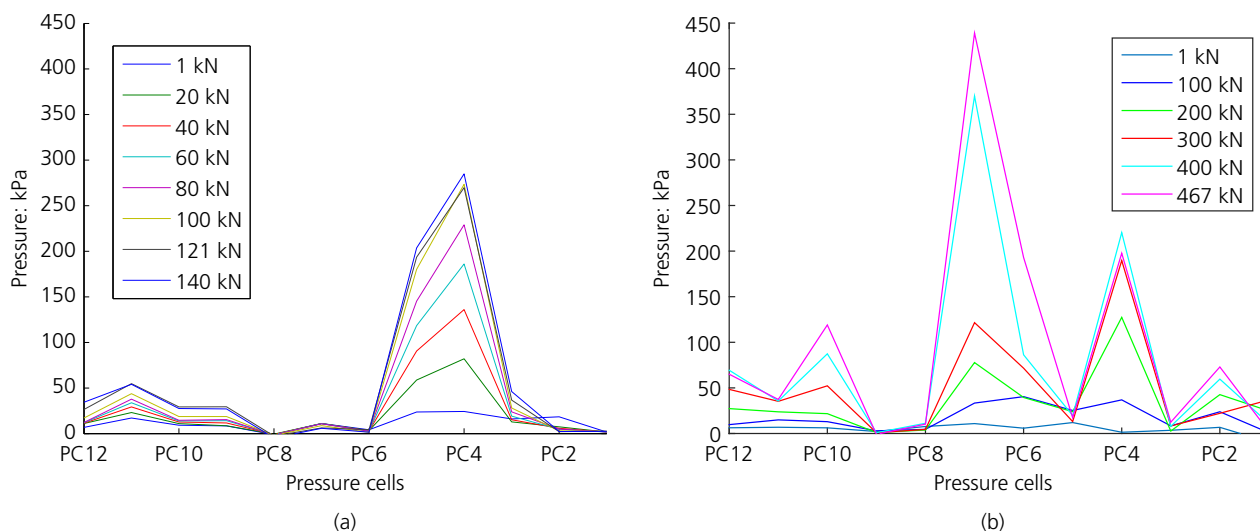 450
400
350
300
250
200
150
100
50
0
Pressure: kPa
1 kN
20 kN
40 kN
60 kN
80 kN
100 kN
121 kN
140 kN
PC12
PC10
PC8
PC6
PC4
PC2
Pressure cells
(a)
450
400
350
300
250
200
150
100
50
0
Pressure: kPa
1 kN
100 kN
200 kN
300 kN
400 kN
467 kN
PC12
PC10
PC8
PC6
PC4
PC2
Pressure cells
(b)